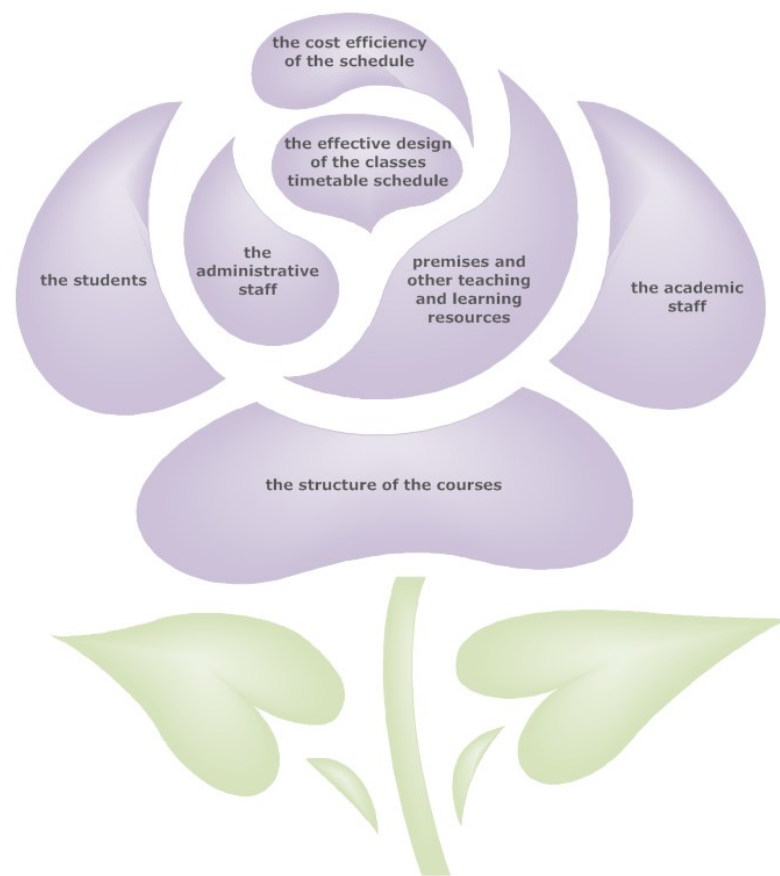 the cost efficiency
of the schedule
the effective design
of the classes
timetable schedule
the students
the
administrative
staff
premises and
other teaching
and learning
resources
the academic
staff
the structure of the courses